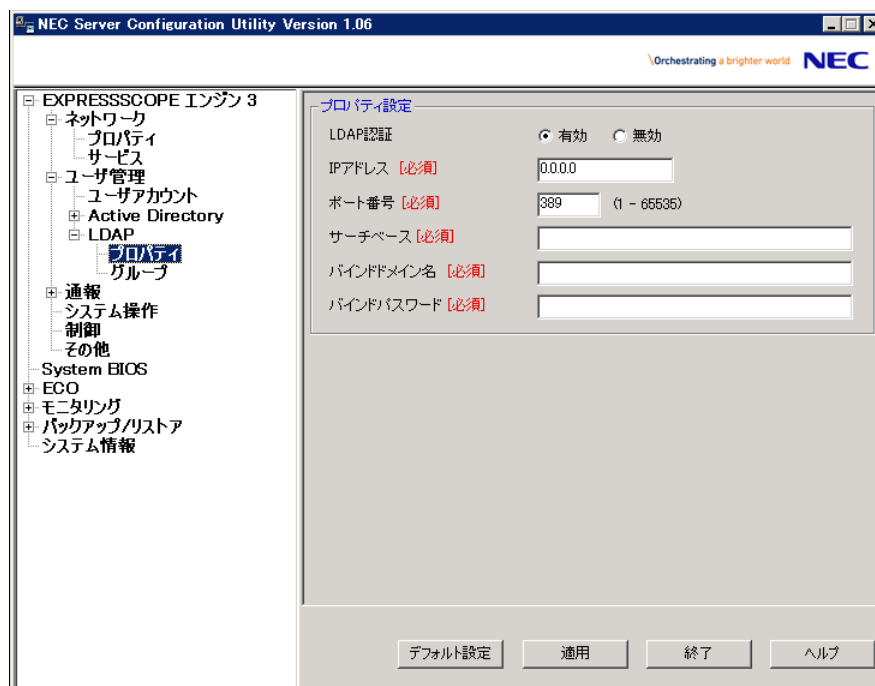 NEC Server Configuration Utility Version 1.06
\Orchestrating a brighter world NEC
EXPRESSSCOPE エンジン 3
ネットワーク
プロパティ
サービス
ユーザ管理
ユーザアカウント
Active Directory
LDAP
プロパティ
グループ
通報
システム操作
制御
その他
System BIOS
ECO
モニタリング
バックアップ/リストア
システム情報
プロパティ設定
LDAP認証 有効 無効
IPアドレス [必須] 0.0.0.0
ポート番号 [必須] 389 (1 - 65535)
サーチベース [必須]
バインドドメイン名 [必須]
バインドパスワード [必須]
デフォルト設定 適用 終了 ヘルプ